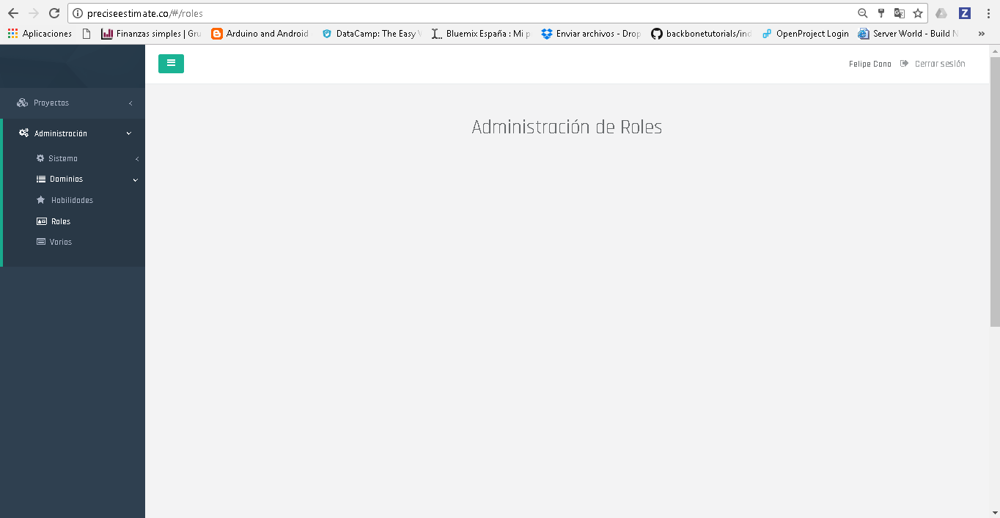 preciseestimate.co/#/roles
Aplicaciones
Finanzas simples | Gru
Arduino and Android
DataCamp: The Easy
Bluemix España : Mi p
Enviar archivos - Drop
backbonetutorials/ind
OpenProject Login
Server World - Build N
»
Felipe Cano
Cerrar sesión
Proyectos
Administración
Sistema
Dominios
Habilidades
Roles
Varios
Administración de Roles